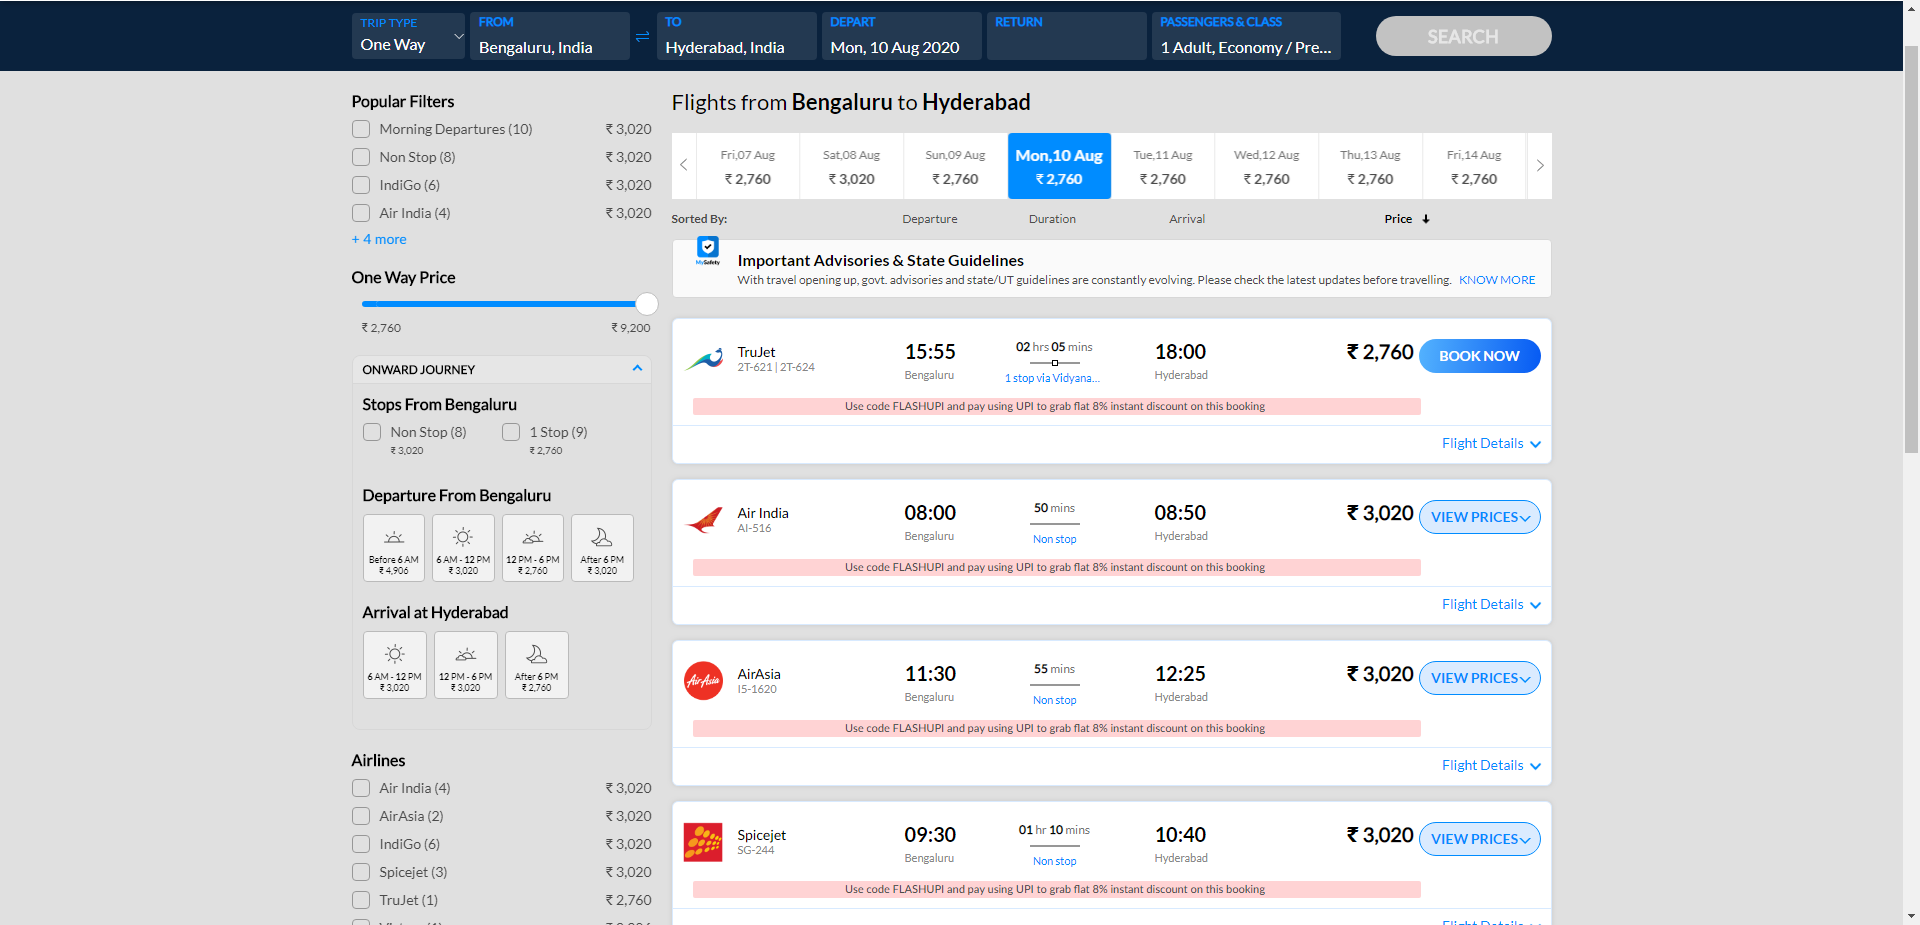 TRIP TYPE
One Way
FROM
Bengaluru, India
TO
Hyderabad, India
DEPART
Mon, 10 Aug 2020
RETURN
PASSENGERS & CLASS
1 Adult, Economy / Pre...
SEARCH
Popular Filters
Morning Departures (10) ₹ 3,020
Non Stop (8) ₹ 3,020
IndiGo (6) ₹ 3,020
Air India (4) ₹ 3,020
+ 4 more
One Way Price
₹ 2,760 ₹ 9,200
ONWARD JOURNEY
Stops From Bengaluru
Non Stop (8) 1 Stop (9)
₹ 3,020 ₹ 2,760
Departure From Bengaluru
Before 6 AM 6 AM - 12 PM 12 PM - 6 PM After 6 PM
₹ 4,906 ₹ 3,020 ₹ 2,760 ₹ 3,020
Arrival at Hyderabad
6 AM - 12 PM 12 PM - 6 PM After 6 PM
₹ 3,020 ₹ 3,020 ₹ 2,760
Airlines
Air India (4) ₹ 3,020
AirAsia (2) ₹ 3,020
IndiGo (6) ₹ 3,020
Spicejet (3) ₹ 3,020
TruJet (1) ₹ 2,760
Flights from Bengaluru to Hyderabad
Fri,07 Aug Sat,08 Aug Sun,09 Aug Mon,10 Aug Tue,11 Aug Wed,12 Aug Thu,13 Aug Fri,14 Aug
₹ 2,760 ₹ 3,020 ₹ 2,760 ₹ 2,760 ₹ 2,760 ₹ 2,760 ₹ 2,760 ₹ 2,760
Sorted By: Departure Duration Arrival Price
MySafety
Important Advisories & State Guidelines
With travel opening up, govt. advisories and state/UT guidelines are constantly evolving. Please check the latest updates before travelling. KNOW MORE
TruJet 15:55 02 hrs 05 mins 18:00 ₹ 2,760 BOOK NOW
2T-621 | 2T-624 Bengaluru 1 stop via Vidyana... Hyderabad
Use code FLASHUPI and pay using UPI to grab flat 8% instant discount on this booking
Flight Details
Air India 08:00 50 mins 08:50 ₹ 3,020 VIEW PRICES
AI-516 Bengaluru Non stop Hyderabad
Use code FLASHUPI and pay using UPI to grab flat 8% instant discount on this booking
Flight Details
AirAsia
AirAsia 11:30 55 mins 12:25 ₹ 3,020 VIEW PRICES
I5-1620 Bengaluru Non stop Hyderabad
Use code FLASHUPI and pay using UPI to grab flat 8% instant discount on this booking
Flight Details
Spicejet 09:30 01 hr 10 mins 10:40 ₹ 3,020 VIEW PRICES
SG-244 Bengaluru Non stop Hyderabad
Use code FLASHUPI and pay using UPI to grab flat 8% instant discount on this booking
Flight Details